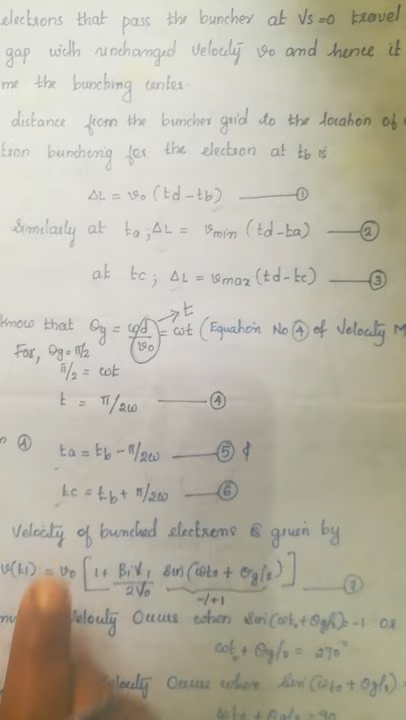 electrons that pass the buncher at Vs=0 travel
gap with unchanged velocity v0 and hence it
me the bunching center.
distance from the buncher grid to the location of
tron bunching for the electron at tb is
ΔL = v0 (td - tb) ——— ①
Similarly at ta ; ΔL = vmin (td - ta) ——— ②
at tc ; ΔL = vmax (td - tc) ——— ③
know that θg = ωd/v0 → t = ωt (Equation No ④ of Velocity M
For, θg = π/2
π/2 = ωt
t = π/2ω ——— ④
④ ta = tb - π/2ω ——— ⑤ &
tc = tb + π/2ω ——— ⑥
Velocity of bunched electrons is given by
v(t1) = v0 [1 + β1V1/2V0 sin(ωt0 + θg/2)] ——— ⑦
-1/+1
Velocity Occurs when sin(ωt0 + θg/2) = -1 or
ωt0 + θg/2 = 270°
Velocity Occurs when sin(ωt0 + θg/2) =
ωt0 + θg/2 = 90